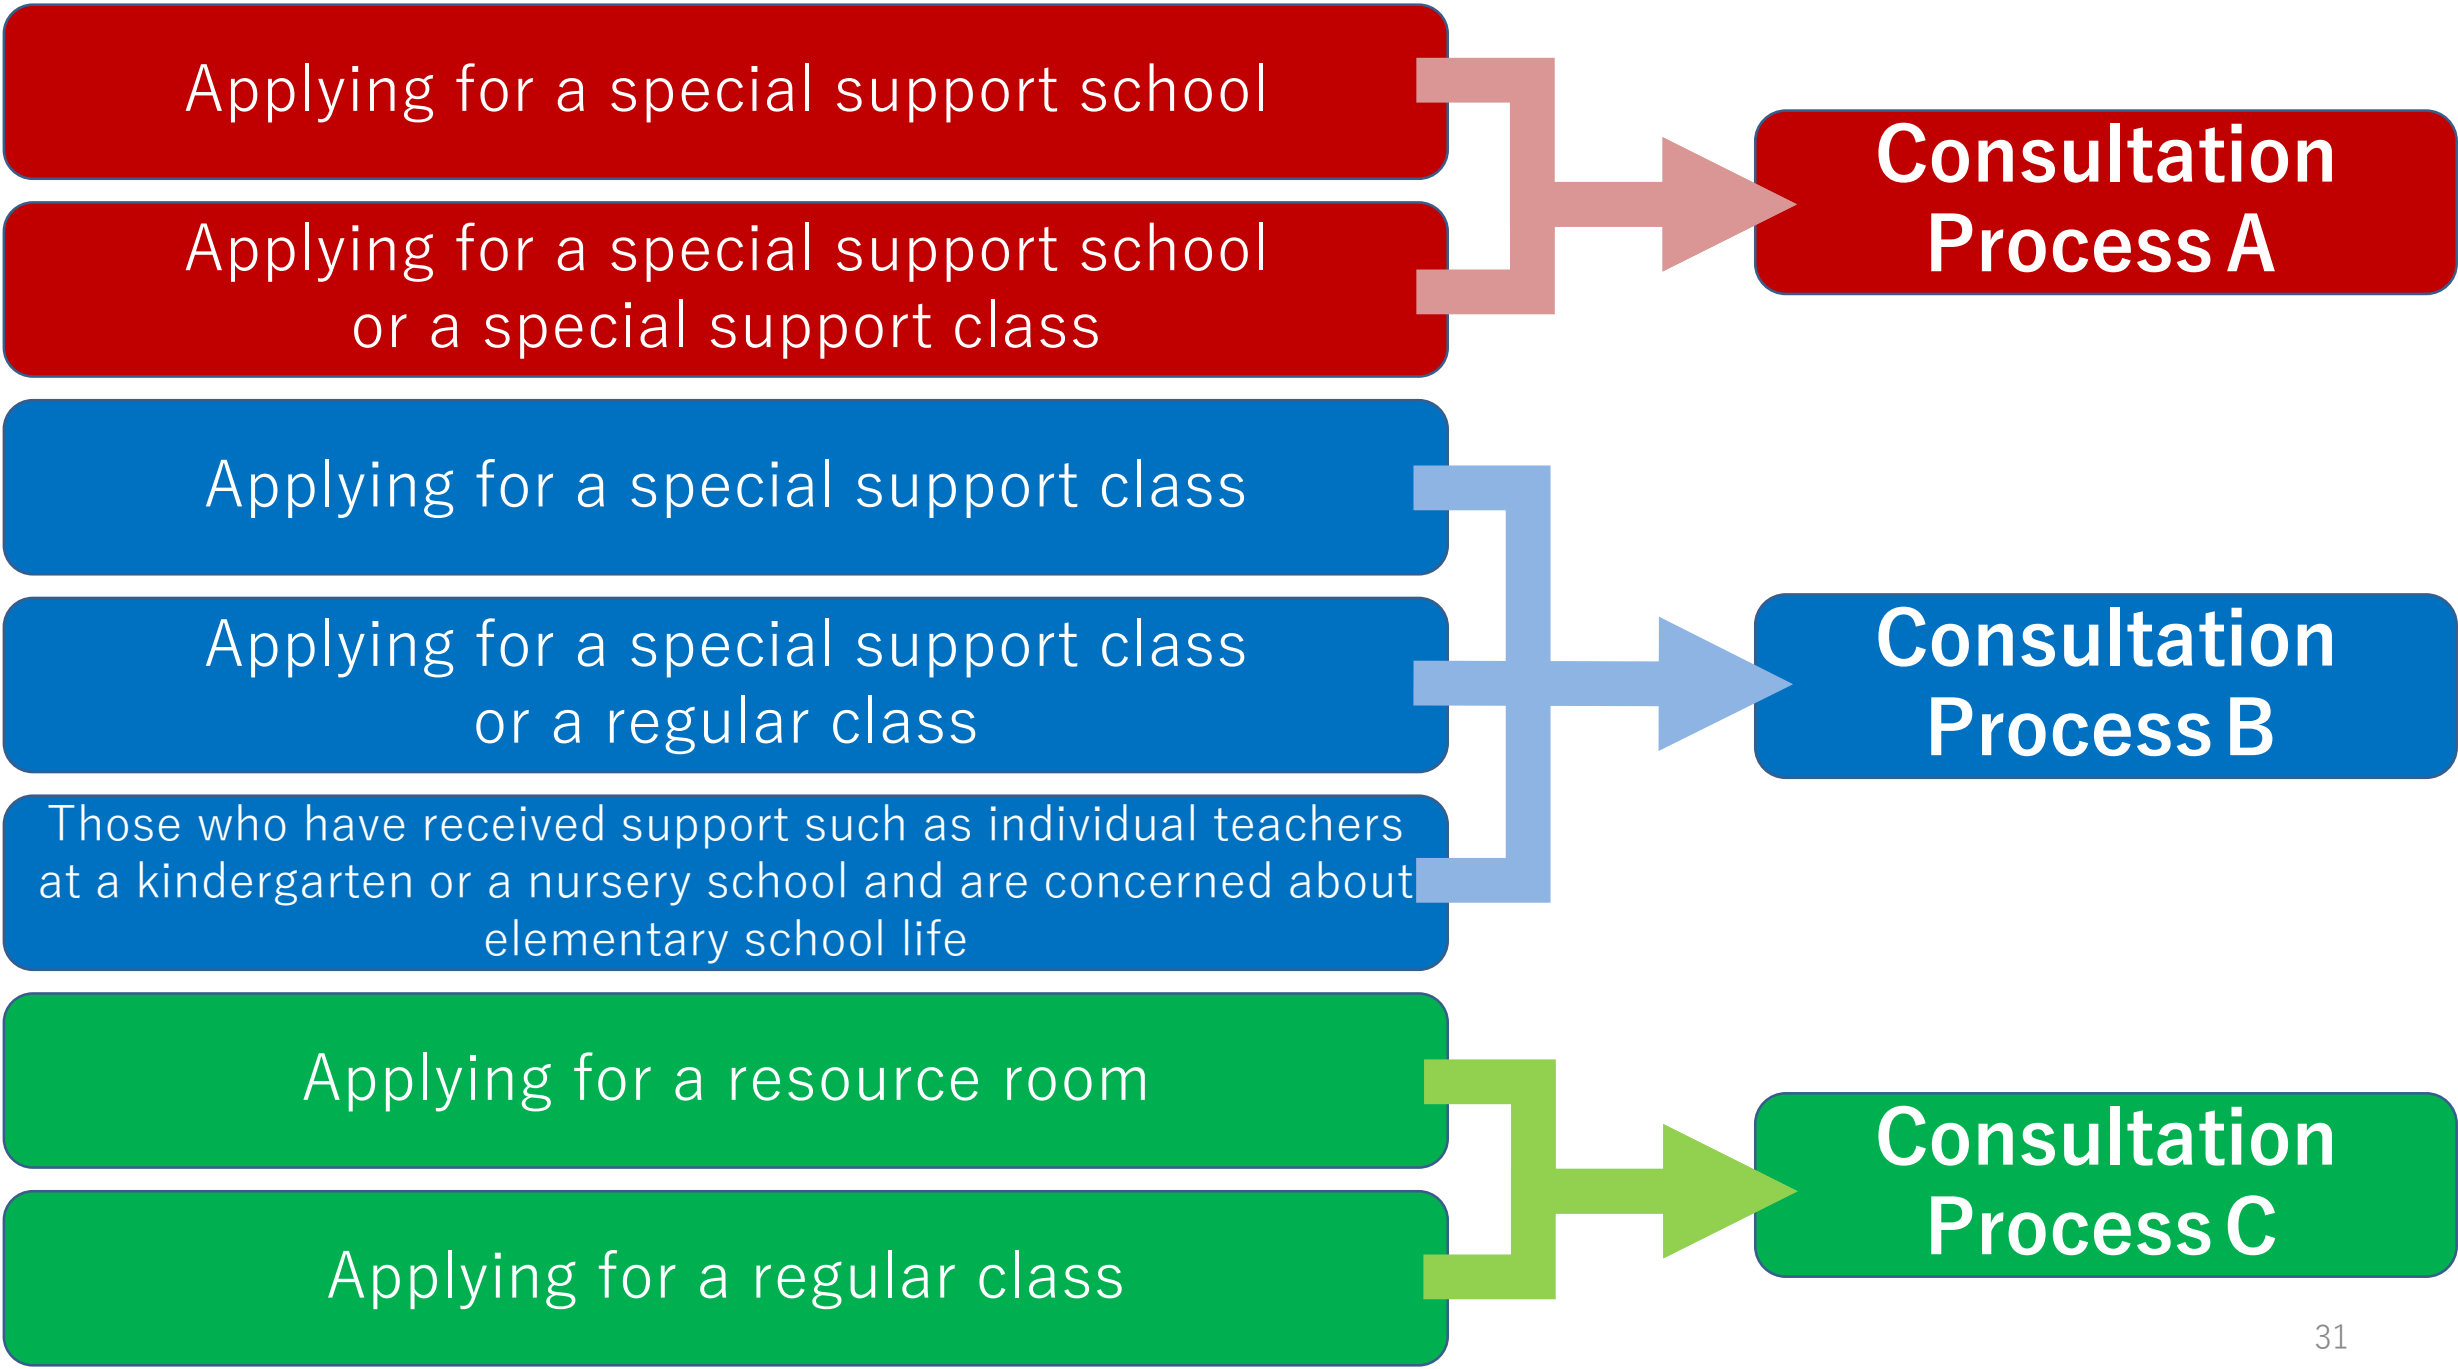 Applying for a special support school
Applying for a special support school
or a special support class
Consultation
Process A
Applying for a special support class
Applying for a special support class
or a regular class
Those who have received support such as individual teachers
at a kindergarten or a nursery school and are concerned about
elementary school life
Consultation
Process B
Applying for a resource room
Applying for a regular class
Consultation
Process C
31